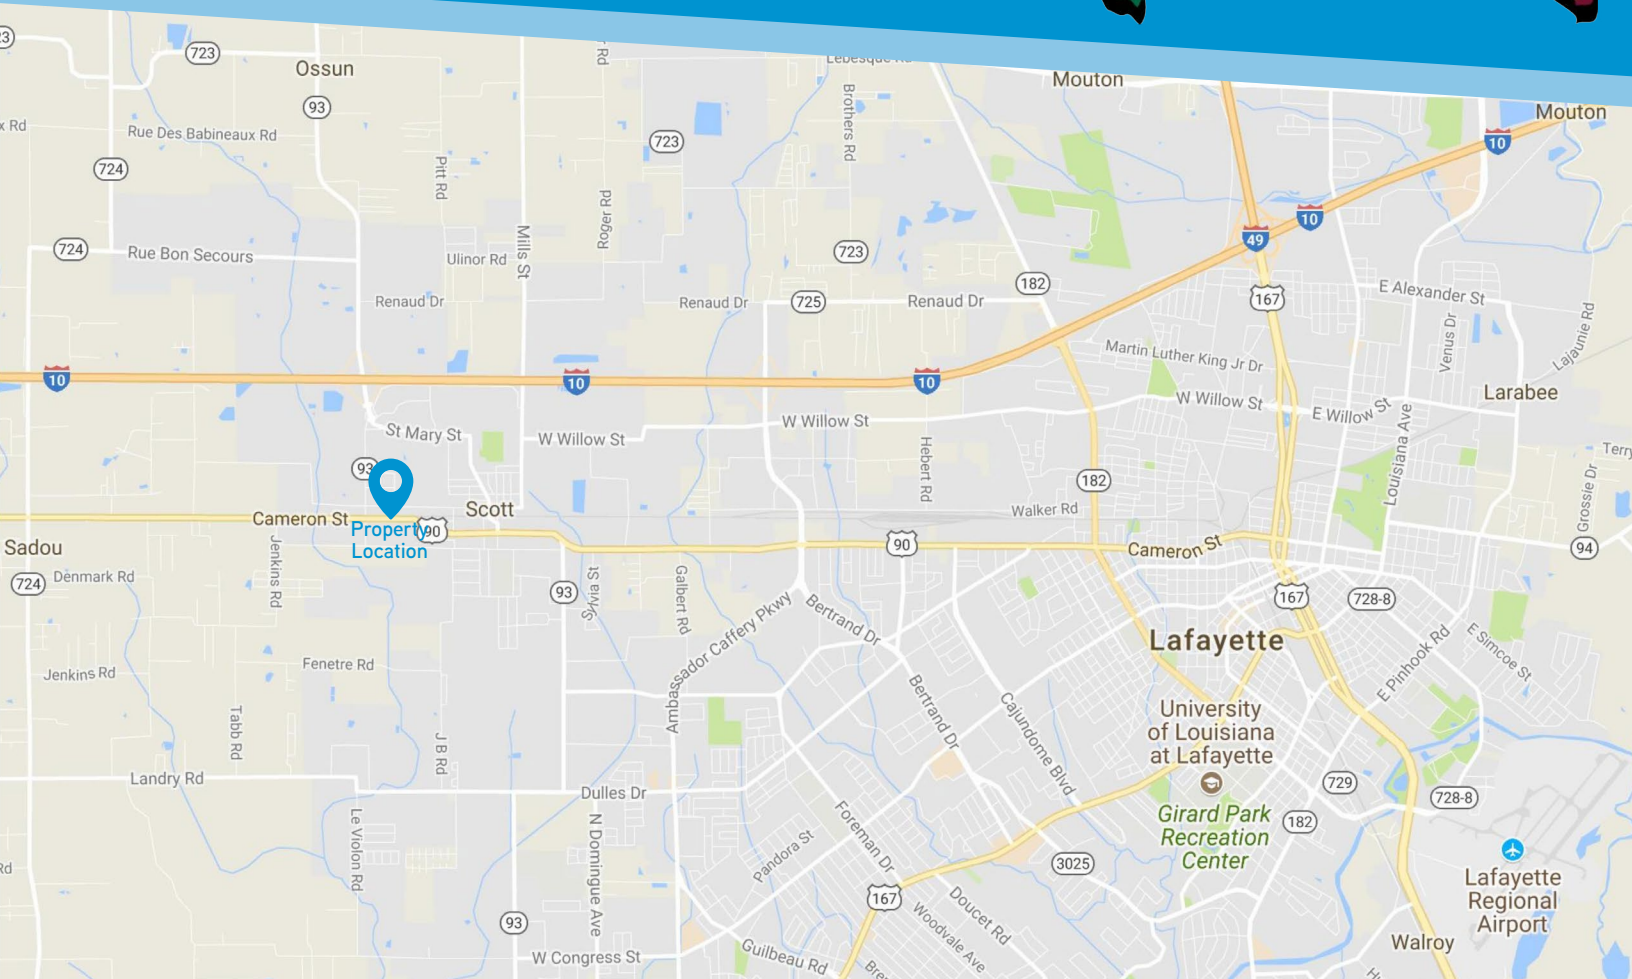 723
Ossun
93
Rue Des Babineaux Rd
724
Pitt Rd
Mills St
Roger Rd
723
Brothers Rd
Mouton
Mouton
10
724
Rue Bon Secours
Ulinor Rd
723
10
49
Renaud Dr
Renaud Dr
725
Renaud Dr
182
167
E Alexander St
Venus Dr
Lajaunie Rd
10
10
10
Martin Luther King Jr Dr
W Willow St
E Willow St
Larabee
St Mary St
W Willow St
W Willow St
Hebert Rd
Louisiana Ave
93
182
Grossie Dr
Scott
Walker Rd
Cameron St
Property
Location
90
90
Cameron St
94
Sadou
724
Denmark Rd
Jenkins Rd
93
Sylvia St
Galbert Rd
Ambassador Caffery Pkwy
Bertrand Dr
167
728-8
Lafayette
E Pinhook Rd
E Simcoe St
Jenkins Rd
Fenetre Rd
Bertrand Dr
Cajundome Blvd
University
of Louisiana
at Lafayette
Tabb Rd
J B Rd
Landry Rd
Dulles Dr
729
728-8
Girard Park
Recreation
Center
182
Le Violon Rd
N Domingue Ave
Pandora St
Foreman Dr
3025
Lafayette
Regional
Airport
93
167
Doucet Rd
Woodvale Ave
Walroy
W Congress St
Guilbeau Rd